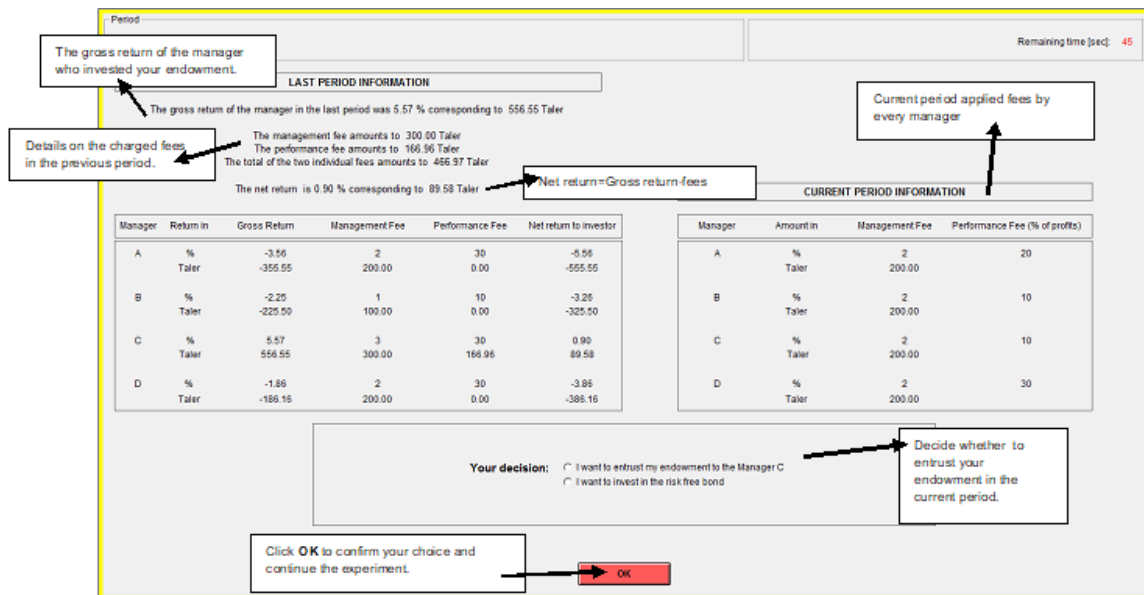 Period
Remaining time [sec]: 45
The gross return of the manager
who invested your endowment.
LAST PERIOD INFORMATION
The gross return of the manager in the last period was 5.57 % corresponding to 556.55 Taler
Current period applied fees by
every manager
Details on the charged fees
in the previous period.
The management fee amounts to 300.00 Taler
The performance fee amounts to 166.96 Taler
The total of the two individual fees amounts to 466.97 Taler
The net return is 0.90 % corresponding to 89.58 Taler
Net return=Gross return-fees
CURRENT PERIOD INFORMATION
Manager Return in Gross Return Management Fee Performance Fee Net return to investor
A % -3.56 2 30 -5.56
Taler -355.55 200.00 0.00 -555.55
B % -2.25 1 10 -3.25
Taler -225.50 100.00 0.00 -325.50
C % 5.57 3 30 0.90
Taler 556.55 300.00 166.96 89.58
D % -1.86 2 30 -3.86
Taler -186.16 200.00 0.00 -386.16
Manager Amount in Management Fee Performance Fee (% of profits)
A % 2 20
Taler 200.00
B % 2 10
Taler 200.00
C % 2 10
Taler 200.00
D % 2 30
Taler 200.00
Your decision:
I want to entrust my endowment to the Manager C
I want to invest in the risk free bond
Decide whether to
entrust your
endowment in the
current period.
Click OK to confirm your choice and
continue the experiment.
OK